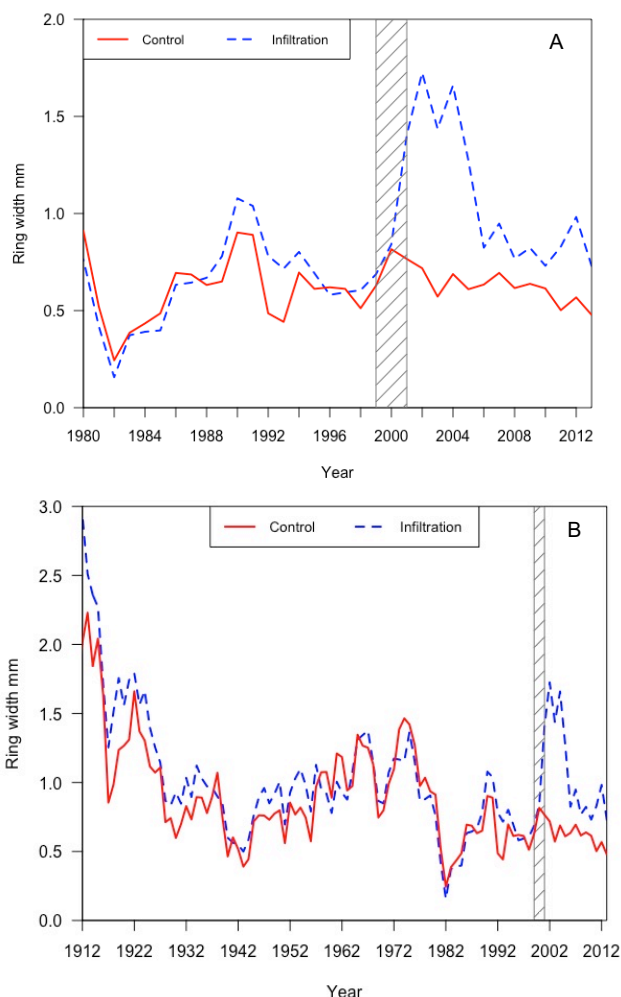 2.0
Control
Infiltration
A
1.5
1.0
0.5
0.0
Ring width mm
1980 1984 1988 1992 1996 2000 2004 2008 2012
Year
3.0
Control
Infiltration
B
2.5
2.0
1.5
1.0
0.5
0.0
Ring width mm
1912 1922 1932 1942 1952 1962 1972 1982 1992 2002 2012
Year